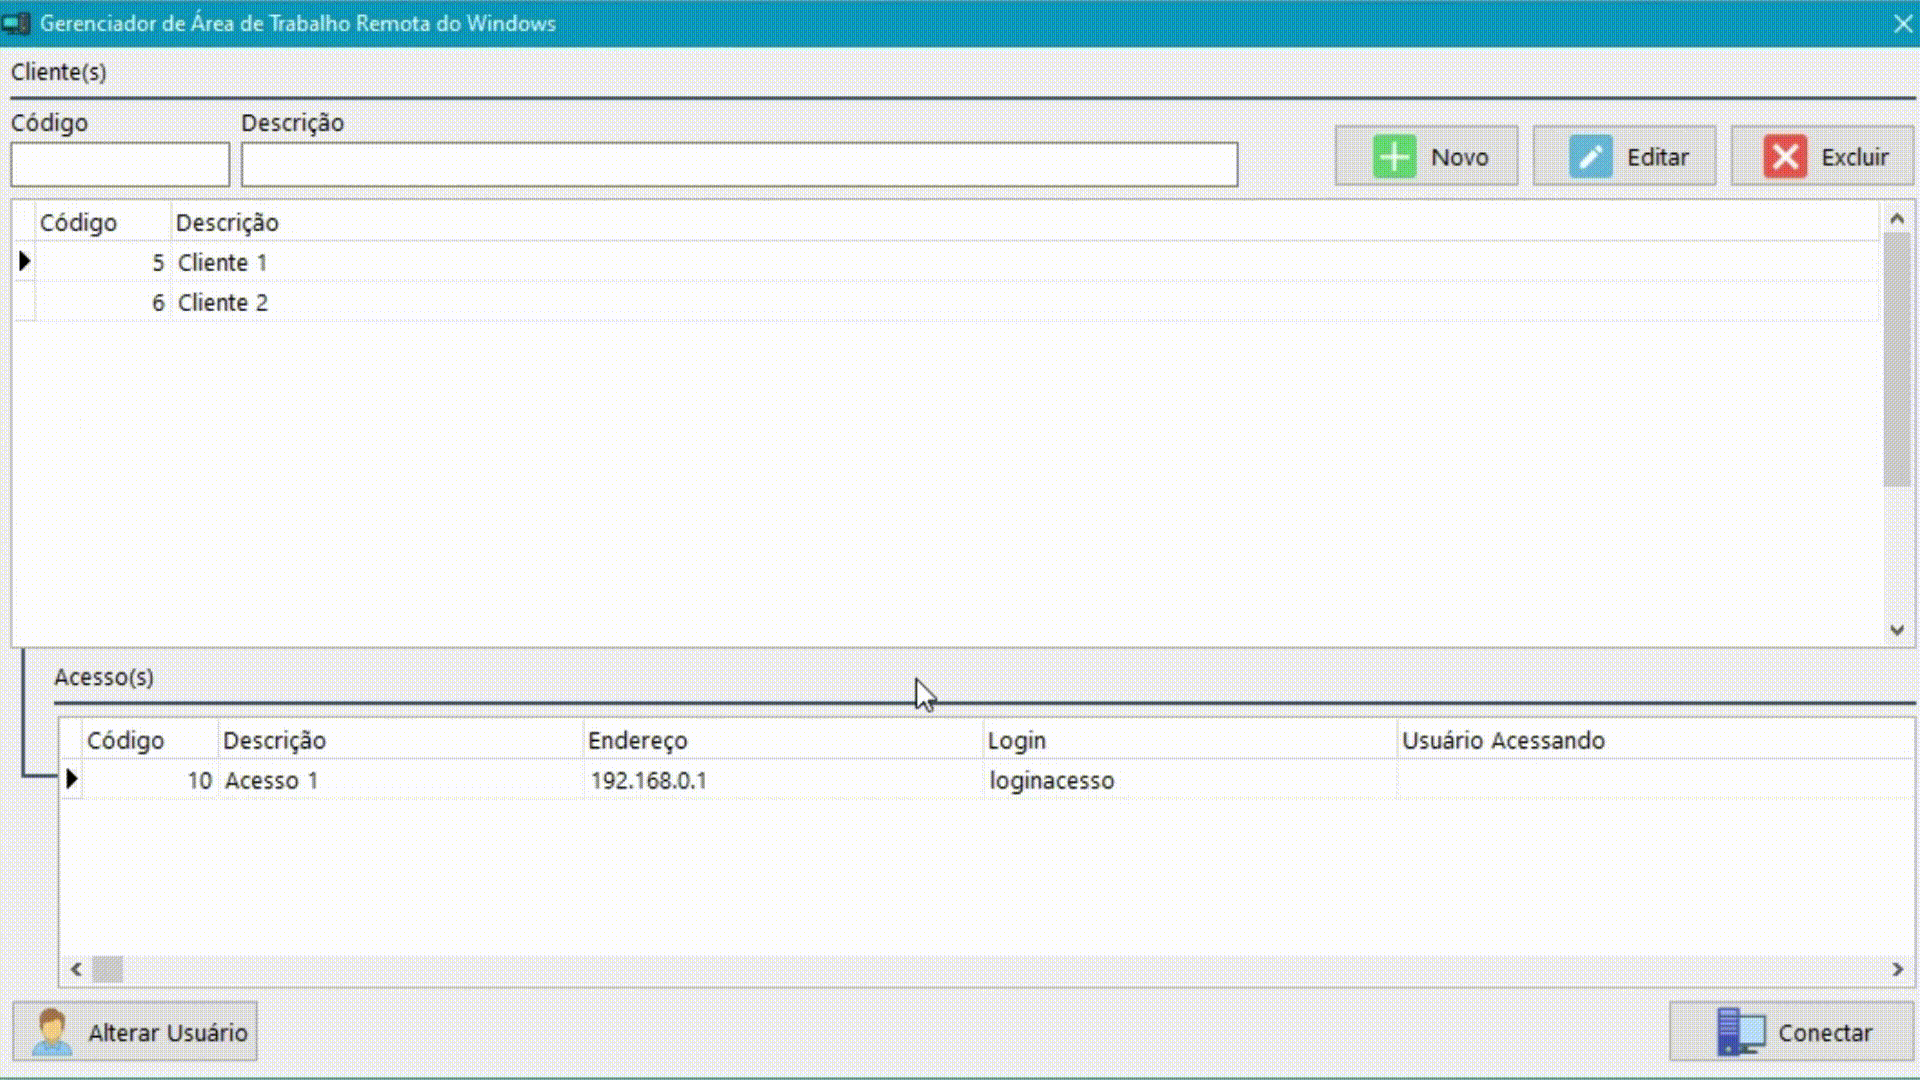 Gerenciador de Área de Trabalho Remota do Windows
Cliente(s)
Código Descrição
Novo Editar Excluir
Código Descrição
5 Cliente 1
6 Cliente 2
Acesso(s)
Código Descrição Endereço Login Usuário Acessando
10 Acesso 1 192.168.0.1 loginacesso
Alterar Usuário Conectar